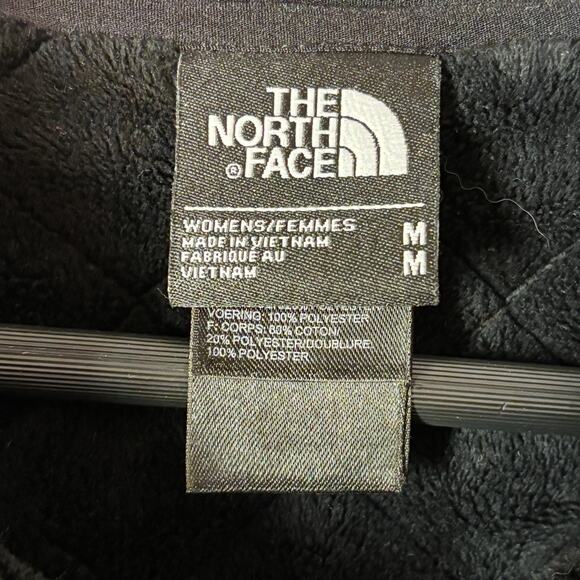 THE
NORTH
® FACE
WOMENS/FEMMES M
MADE IN VIETNAM
FABRIQUÉ AU M
VIETNAM
VOERING: 100% POLYESTER
F: CORPS: 80% COTON/
20% POLYESTER/DOUBLURE:
100% POLYESTER